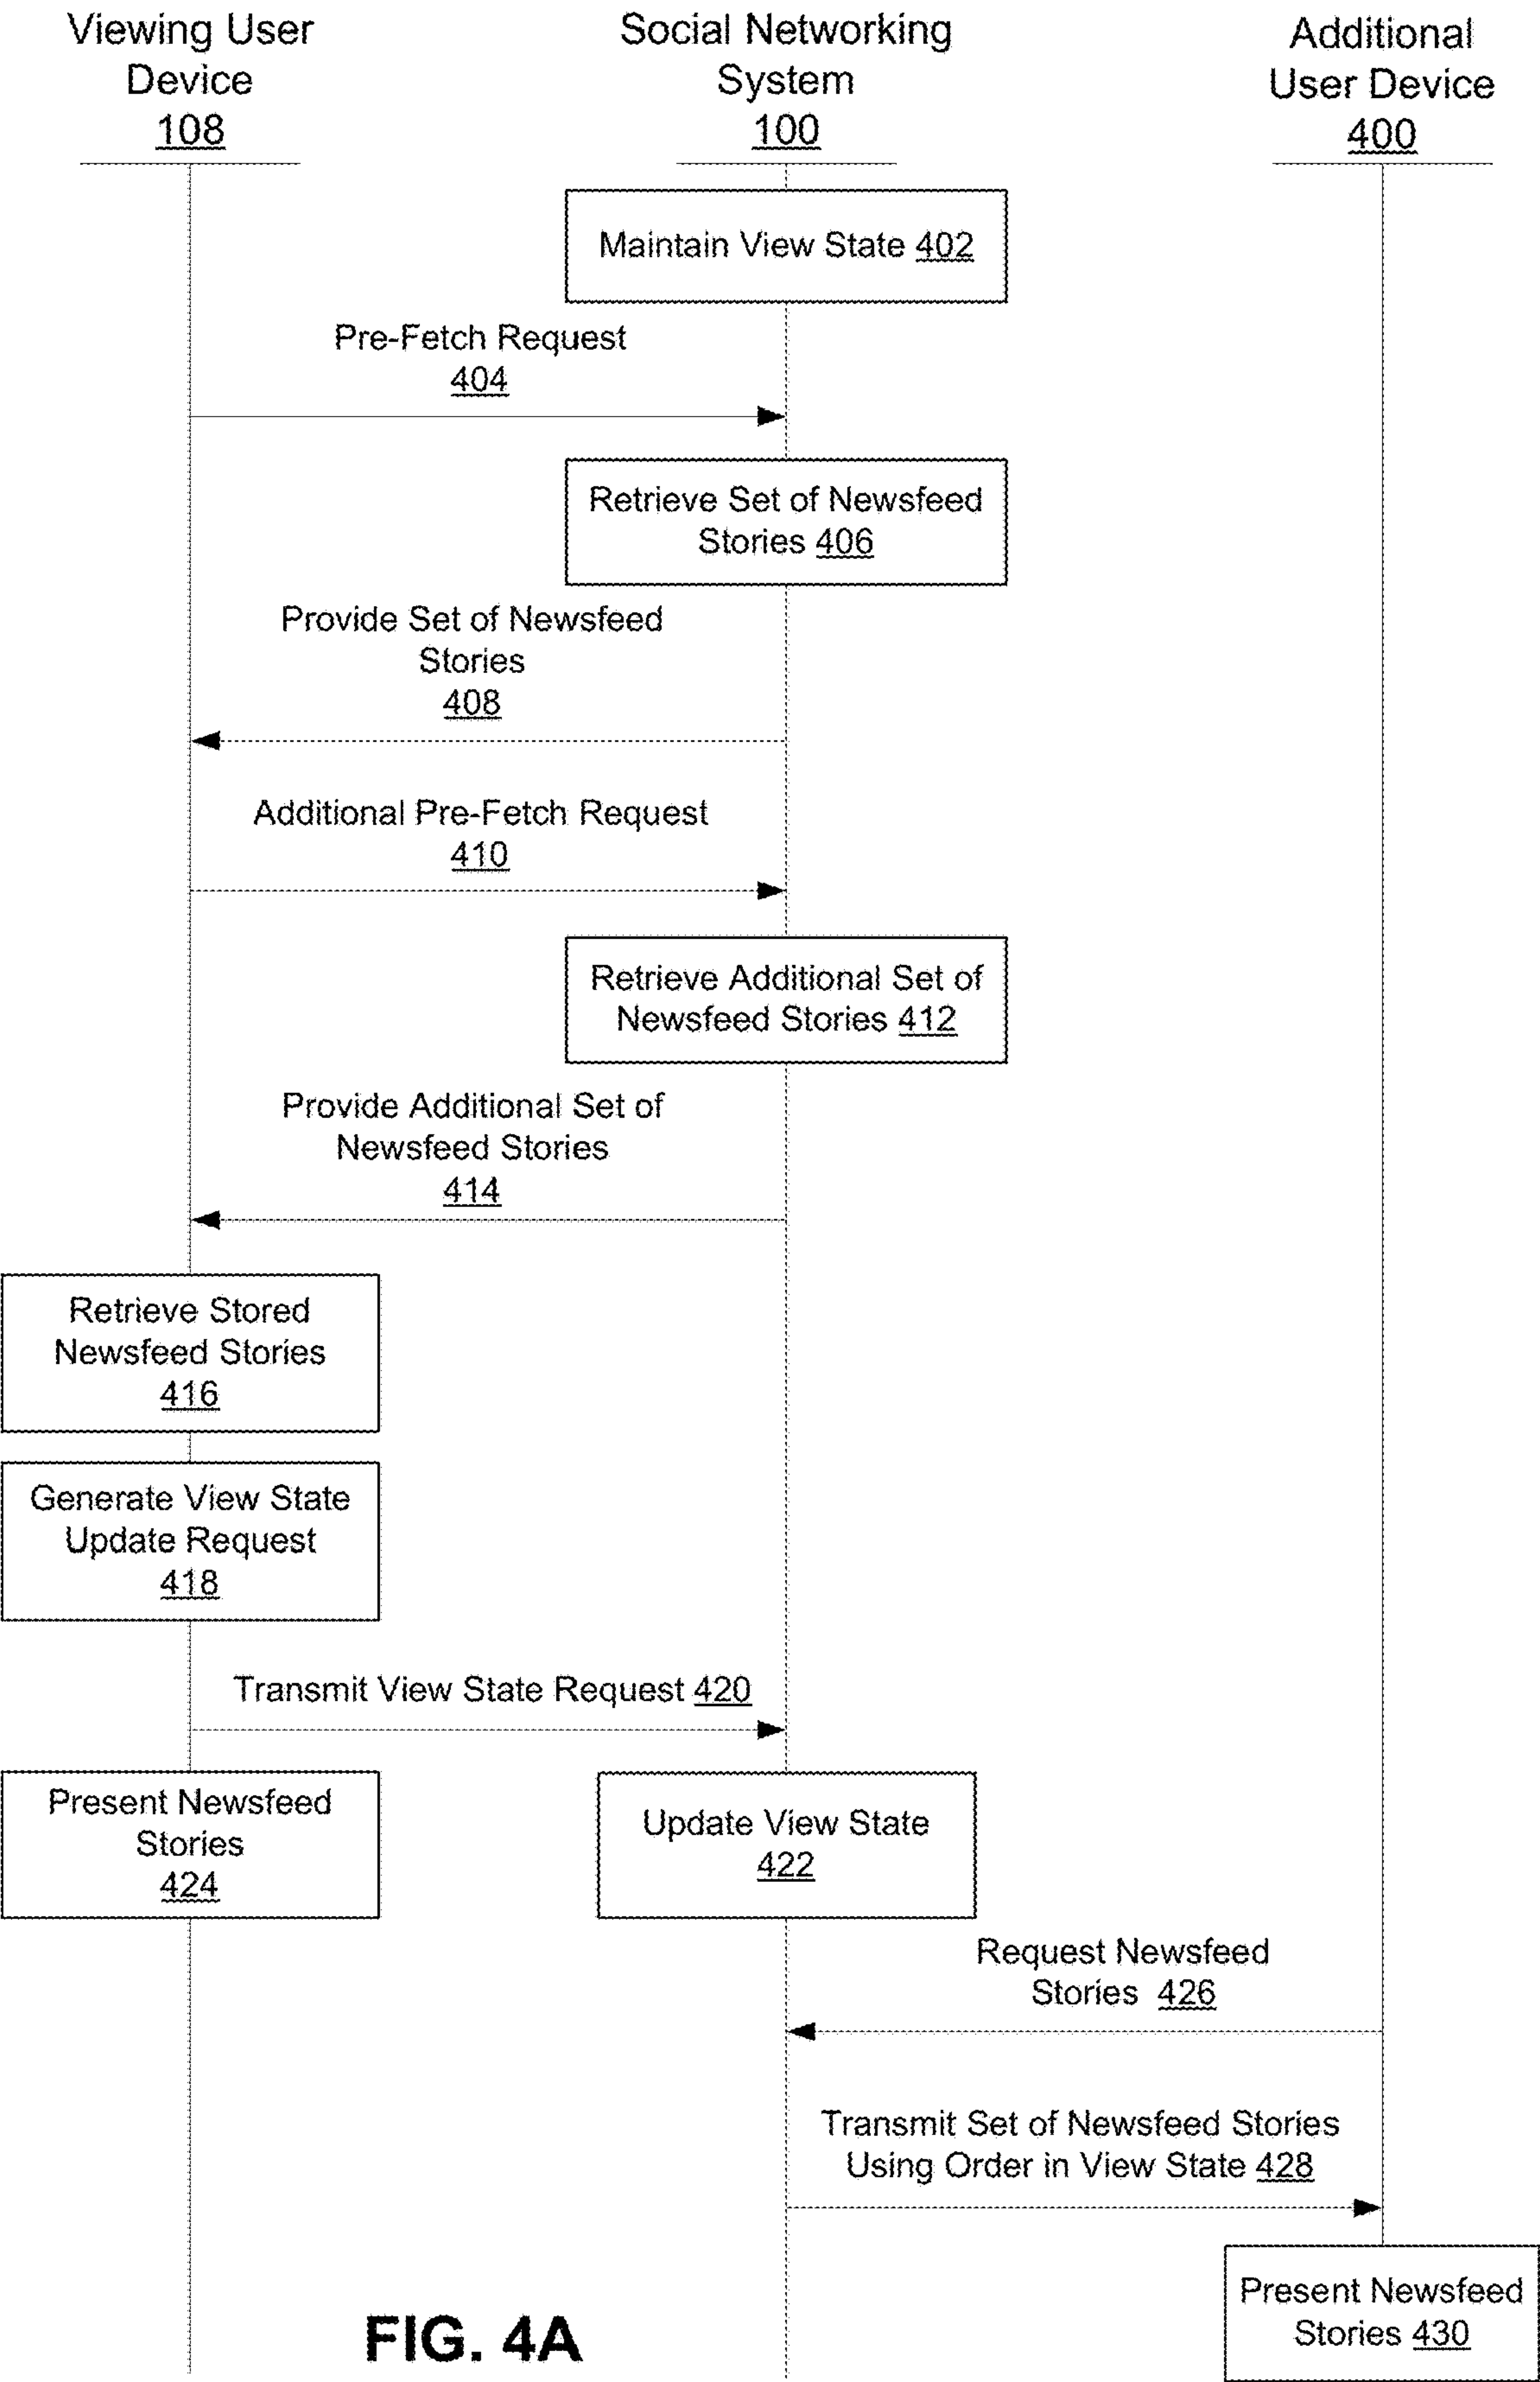 Viewing User
Device
108
Social Networking
System
100
Additional
User Device
400
Maintain View State 402
Pre-Fetch Request
404
Retrieve Set of Newsfeed
Stories 406
Provide Set of Newsfeed
Stories
408
Additional Pre-Fetch Request
410
Retrieve Additional Set of
Newsfeed Stories 412
Provide Additional Set of
Newsfeed Stories
414
Retrieve Stored
Newsfeed Stories
416
Generate View State
Update Request
418
Transmit View State Request 420
Present Newsfeed
Stories
424
Update View State
422
Request Newsfeed
Stories 426
Transmit Set of Newsfeed Stories
Using Order in View State 428
Present Newsfeed
Stories 430
FIG. 4A